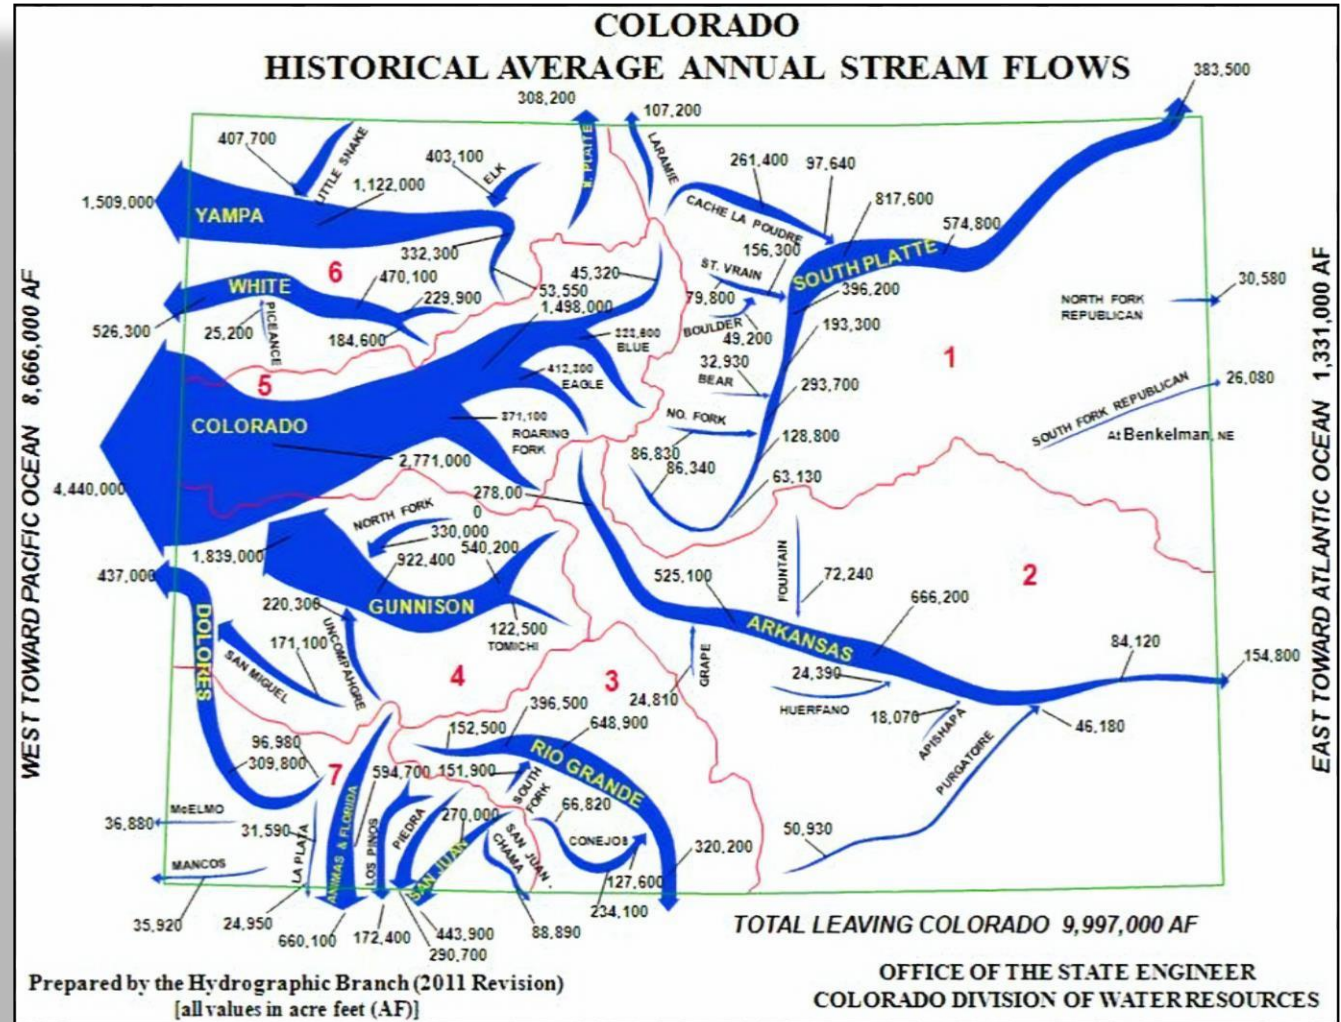 COLORADO
HISTORICAL AVERAGE ANNUAL STREAM FLOWS
383,500
308,200
107,200
407,700
LITTLE SNAKE
403,100
ELK
N. PLATTE
LARAMIE
261,400
97,640
1,122,000
817,600
1,509,000
YAMPA
CACHE LA POUDRE
574,800
332,300
156,300
SOUTH PLATTE
6
470,100
45,320
ST. VRAIN
WHITE
229,900
53,550
79,800
396,200
30,580
NORTH FORK
REPUBLICAN
526,300
25,200
PICEANCE
184,600
1,498,000
BOULDER
49,200
193,300
BLUE
32,930
BEAR
1
5
EAGLE
293,700
26,080
SOUTH FORK REPUBLICAN
COLORADO
371,100
ROARING
FORK
NO. FORK
128,800
At Benkelman, NE
2,771,000
86,830
86,340
63,130
4,440,000
278,00
0
NORTH FORK
330,000
1,839,000
922,400
540,200
437,000
525,100
FOUNTAIN
72,240
2
220,300
GUNNISON
666,200
DOLORES
UNCOMPAHGRE
122,500
TOMICHI
ARKANSAS
171,100
SAN MIGUEL
84,120
154,800
4
3
GRAPE
24,390
24,810
HUERFANO
18,070
APISHAPA
46,180
396,500
648,900
152,500
RIO GRANDE
PURGATOIRE
96,980
309,800
7
594,700
151,900
SOUTH
FORK
66,820
McELMO
36,880
31,590
LA PLATA
ANIMAS & FLORIDA
LOS PINOS
PIEDRA
270,000
SAN JUAN
SAN JUAN-
CHAMA
CONEJOS
50,930
320,200
MANCOS
127,600
35,920
24,950
660,100
172,400
443,900
290,700
88,890
234,100
WEST TOWARD PACIFIC OCEAN 8,666,000 AF
EAST TOWARD ATLANTIC OCEAN 1,331,000 AF
TOTAL LEAVING COLORADO 9,997,000 AF
Prepared by the Hydrographic Branch (2011 Revision)
[all values in acre feet (AF)]
OFFICE OF THE STATE ENGINEER
COLORADO DIVISION OF WATER RESOURCES